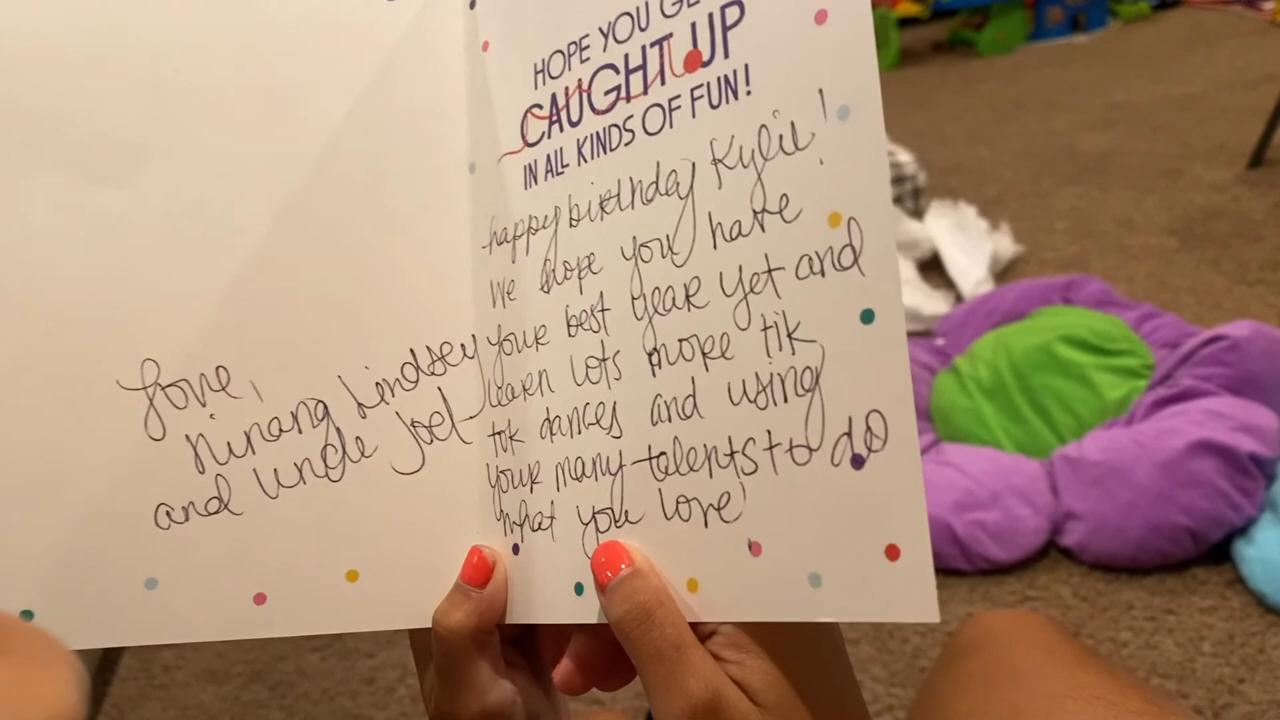 HOPE YOU GE
CAUGHT UP
IN ALL KINDS OF FUN!
happy birthday Kylie!
We hope you have
your best year yet and
learn lots more tik
tok dances and using
your many talents to do
what you love!
Love,
Ninang Lindsey
and Uncle Joel